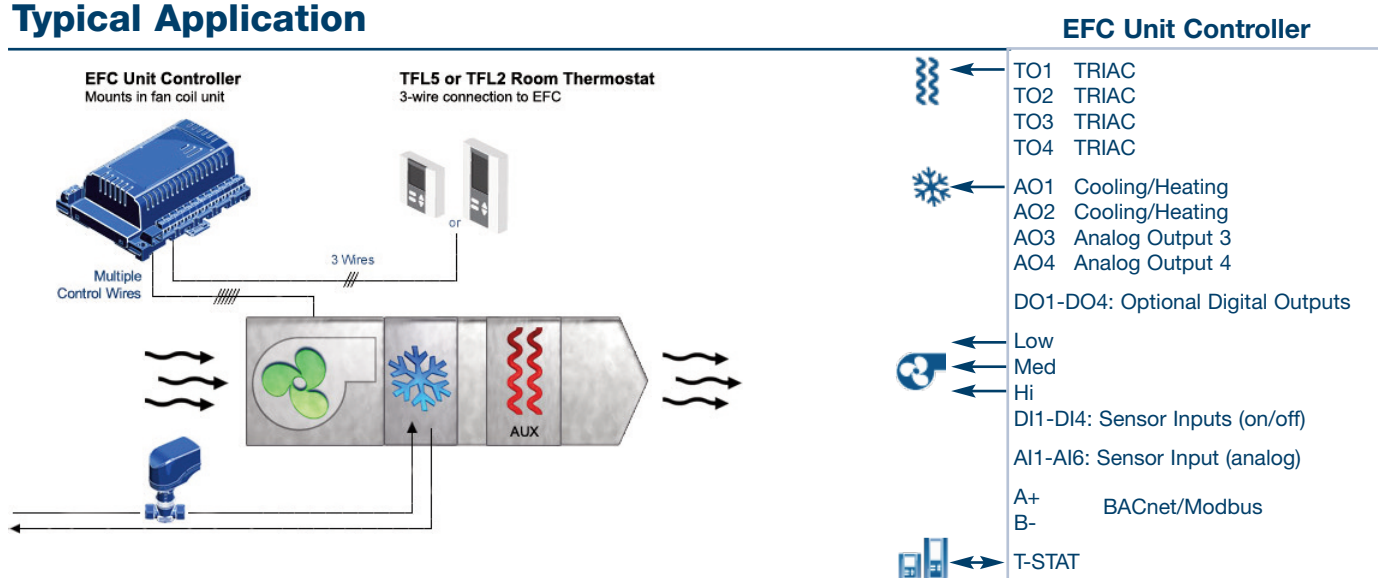 Typical Application
EFC Unit Controller
Mounts in fan coil unit
TFL5 or TFL2 Room Thermostat
3-wire connection to EFC
or
3 Wires
Multiple
Control Wires
AUX
EFC Unit Controller
TO1 TRIAC
TO2 TRIAC
TO3 TRIAC
TO4 TRIAC
AO1 Cooling/Heating
AO2 Cooling/Heating
AO3 Analog Output 3
AO4 Analog Output 4
DO1-DO4: Optional Digital Outputs
Low
Med
Hi
DI1-DI4: Sensor Inputs (on/off)
AI1-AI6: Sensor Input (analog)
A+
B-
BACnet/Modbus
T-STAT